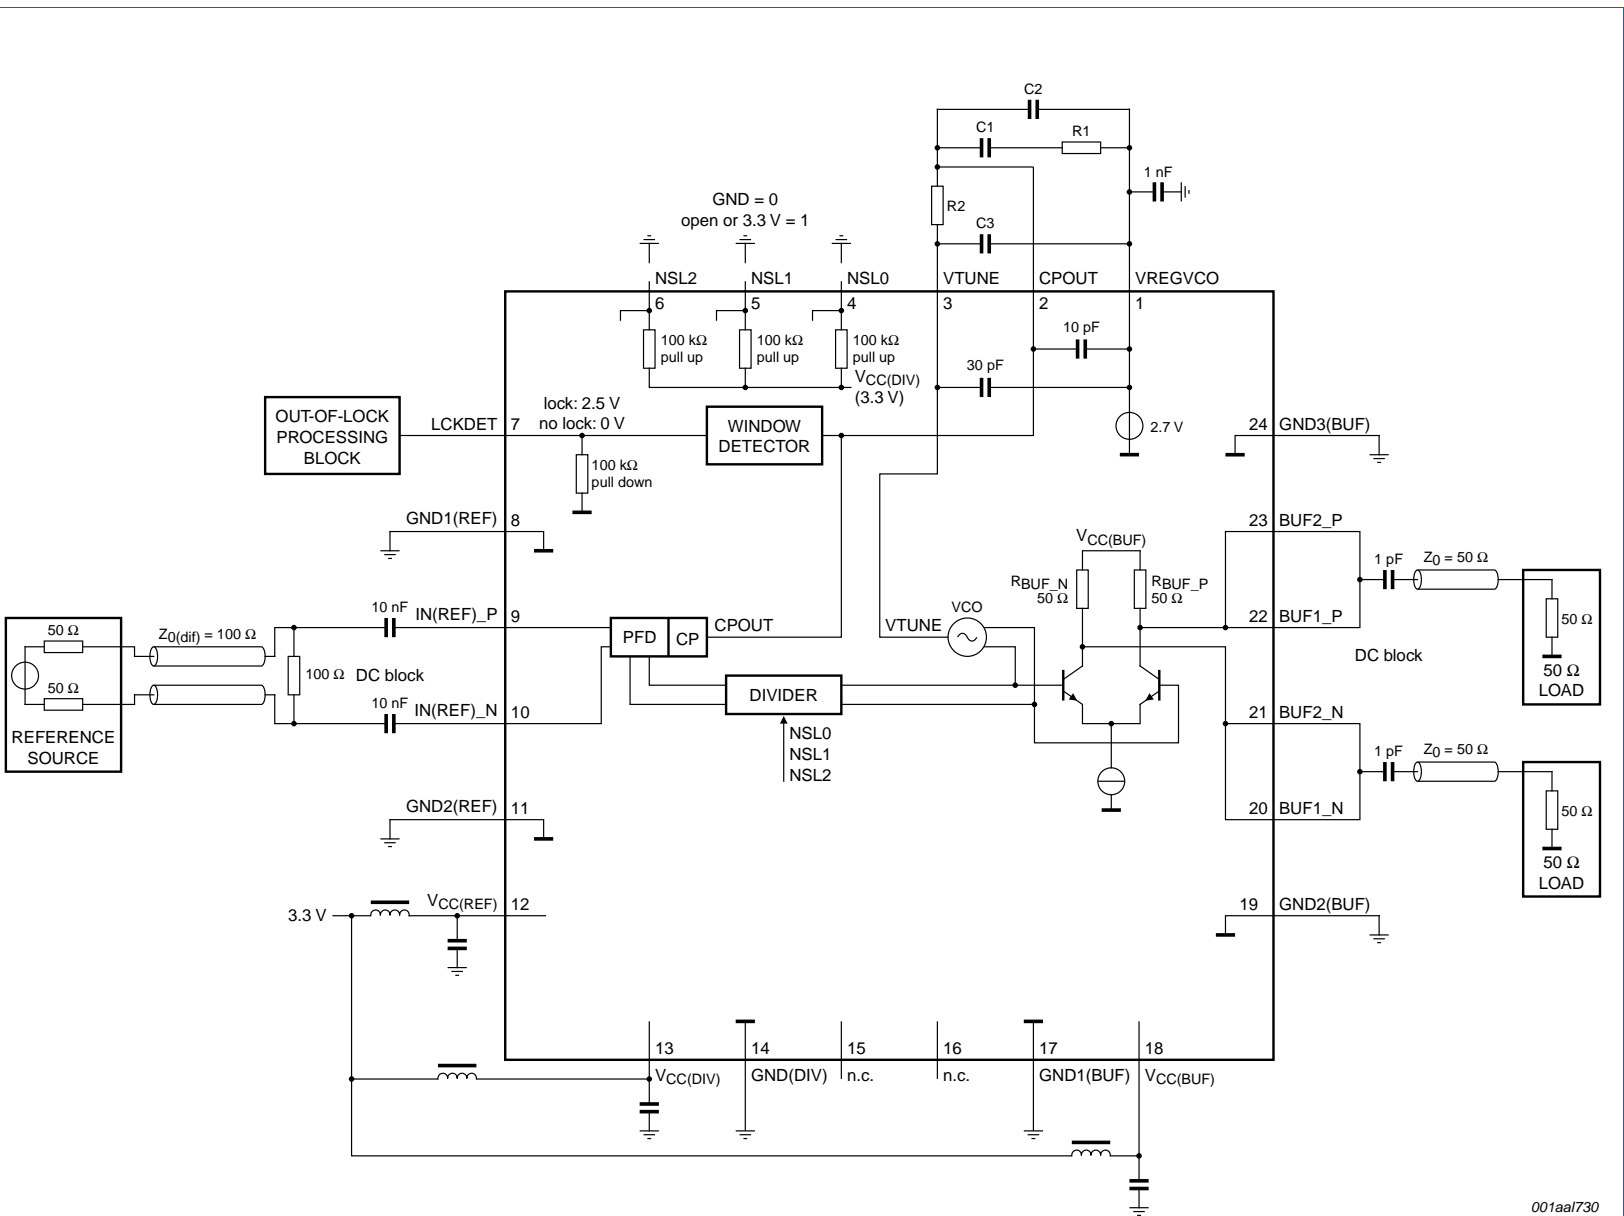 C2
C1
R1
1 nF
R2
C3
GND = 0
open or 3.3 V = 1
NSL2
NSL1
NSL0
VTUNE
CPOUT
VREGVCO
6
5
4
3
2
1
100 kΩ
pull up
100 kΩ
pull up
100 kΩ
pull up
VCC(DIV)
(3.3 V)
10 pF
30 pF
2.7 V
OUT-OF-LOCK
PROCESSING
BLOCK
LCKDET
7
lock: 2.5 V
no lock: 0 V
100 kΩ
pull down
WINDOW
DETECTOR
24
GND3(BUF)
GND1(REF)
8
23
BUF2_P
VCC(BUF)
RBUF_N
50 Ω
RBUF_P
50 Ω
1 pF
Z0 = 50 Ω
50 Ω
50 Ω
LOAD
22
BUF1_P
DC block
50 Ω
50 Ω
REFERENCE
SOURCE
Z0(dif) = 100 Ω
100 Ω
DC block
10 nF
IN(REF)_P
9
10 nF
IN(REF)_N
10
PFD
CP
CPOUT
VTUNE
VCO
DIVIDER
NSL0
NSL1
NSL2
21
BUF2_N
1 pF
Z0 = 50 Ω
50 Ω
50 Ω
LOAD
GND2(REF)
11
20
BUF1_N
3.3 V
VCC(REF)
12
19
GND2(BUF)
13
14
15
16
17
18
VCC(DIV)
GND(DIV)
n.c.
n.c.
GND1(BUF)
VCC(BUF)
001aal730